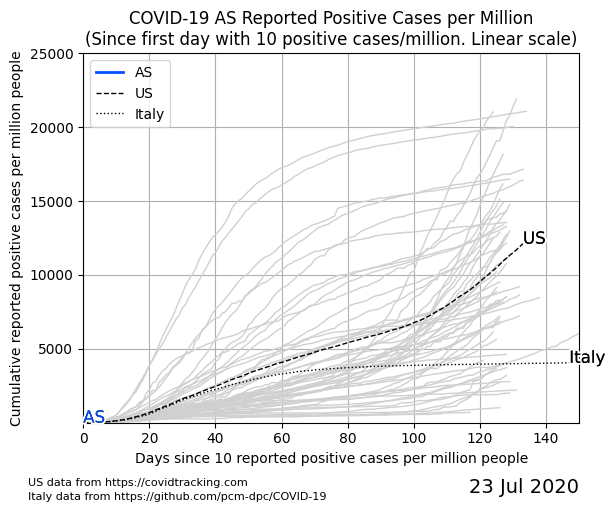 COVID-19 AS Reported Positive Cases per Million
(Since first day with 10 positive cases/million. Linear scale)
Cumulative reported positive cases per million people
25000
20000
15000
10000
5000
AS
US
Italy
US
Italy
AS
0 20 40 60 80 100 120 140
Days since 10 reported positive cases per million people
US data from https://covidtracking.com
Italy data from https://github.com/pcm-dpc/COVID-19
23 Jul 2020